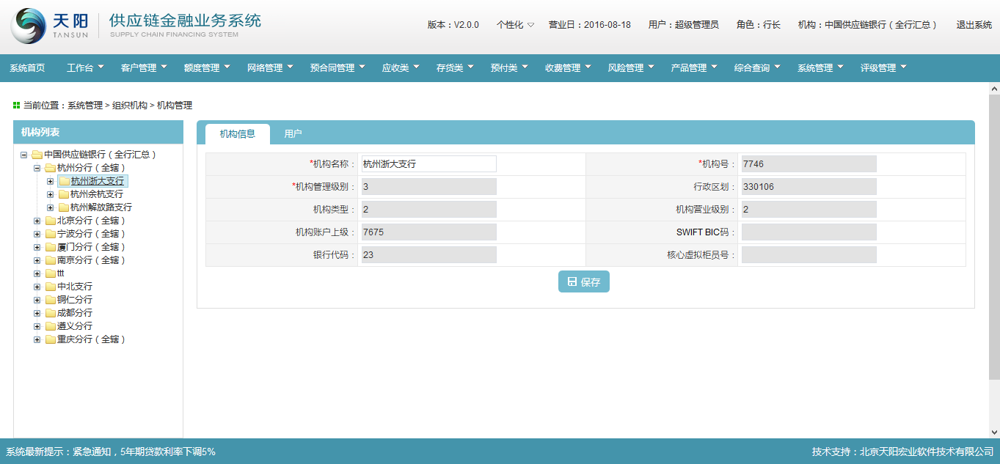 天阳 TANSUN 供应链金融业务系统 SUPPLY CHAIN FINANCING SYSTEM
版本：V2.0.0 个性化 营业日：2016-08-18 用户：超级管理员 角色：行长 机构：中国供应链银行（全行汇总） 退出系统
系统首页 工作台 客户管理 额度管理 网络管理 预合同管理 应收类 存货类 预付类 收费管理 风险管理 产品管理 综合查询 系统管理 评级管理
当前位置：系统管理 > 组织机构 > 机构管理
机构列表
中国供应链银行（全行汇总）
杭州分行（全辖）
杭州浙大支行
杭州余杭支行
杭州解放路支行
北京分行（全辖）
宁波分行（全辖）
厦门分行（全辖）
南京分行（全辖）
ttt
中北支行
铜仁分行
成都分行
遵义分行
重庆分行（全辖）
机构信息 用户
*机构名称： 杭州浙大支行 *机构号： 7746
*机构管理级别： 3 行政区划： 330106
机构类型： 2 机构营业级别： 2
机构账户上级： 7675 SWIFT BIC码：
银行代码： 23 核心虚拟柜员号：
保存
系统最新提示：紧急通知，5年期贷款利率下调5% 技术支持：北京天阳宏业软件技术有限公司